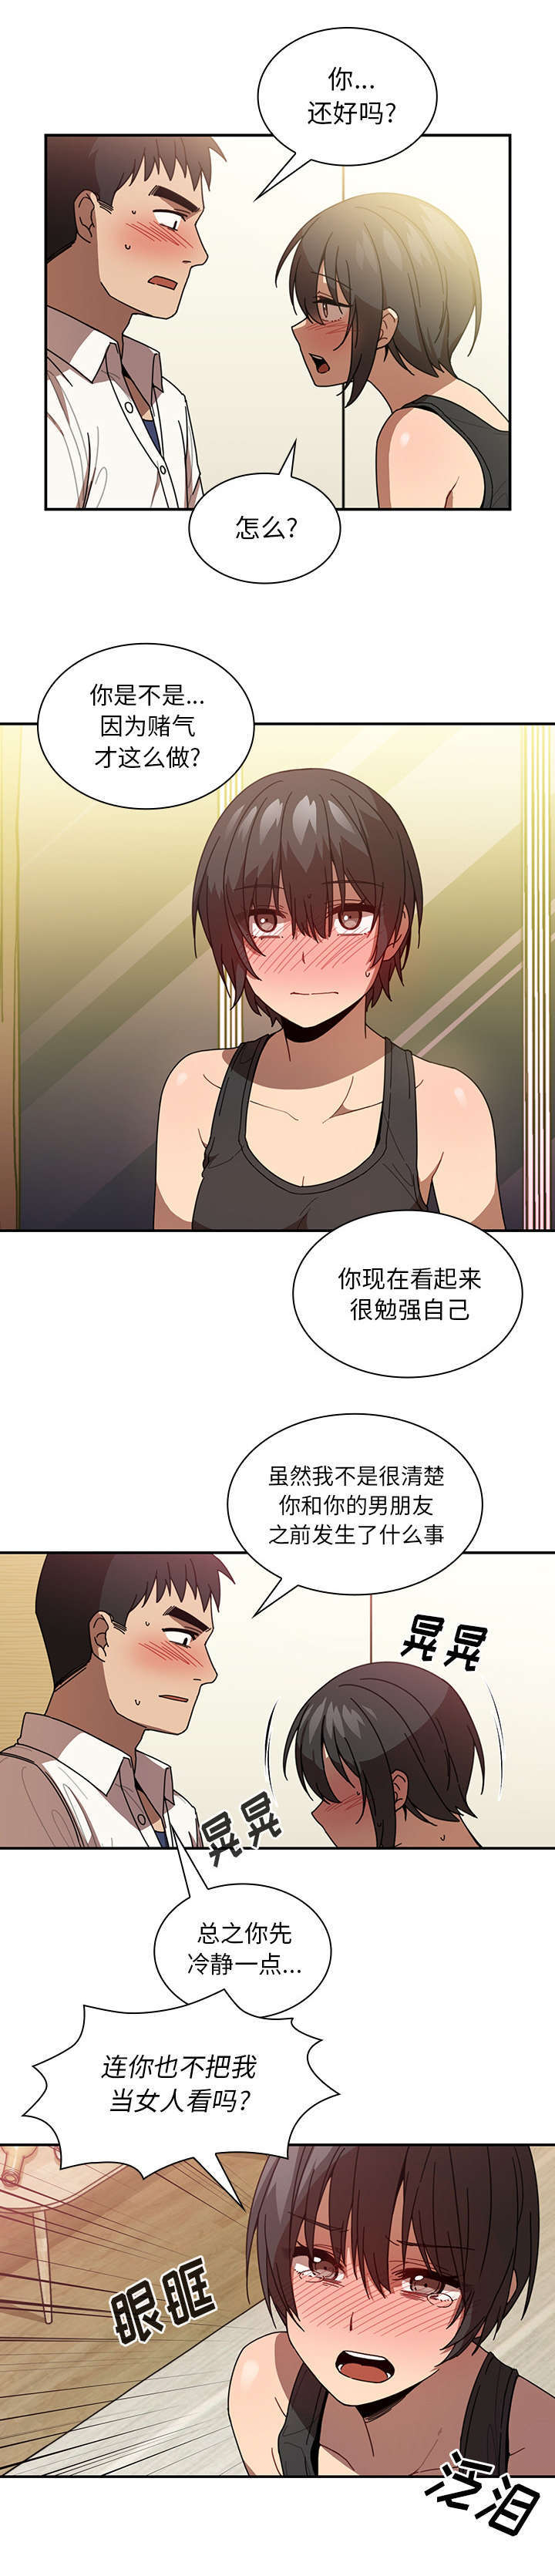 你...
还好吗?
怎么?
你是不是...
因为赌气
才这么做?
你现在看起来
很勉强自己
虽然我不是很清楚
你和你的男朋友
之前发生了什么事
晃晃
晃晃
总之你先
冷静一点...
连你也不把我
当女人看吗?
眼眶
泛泪